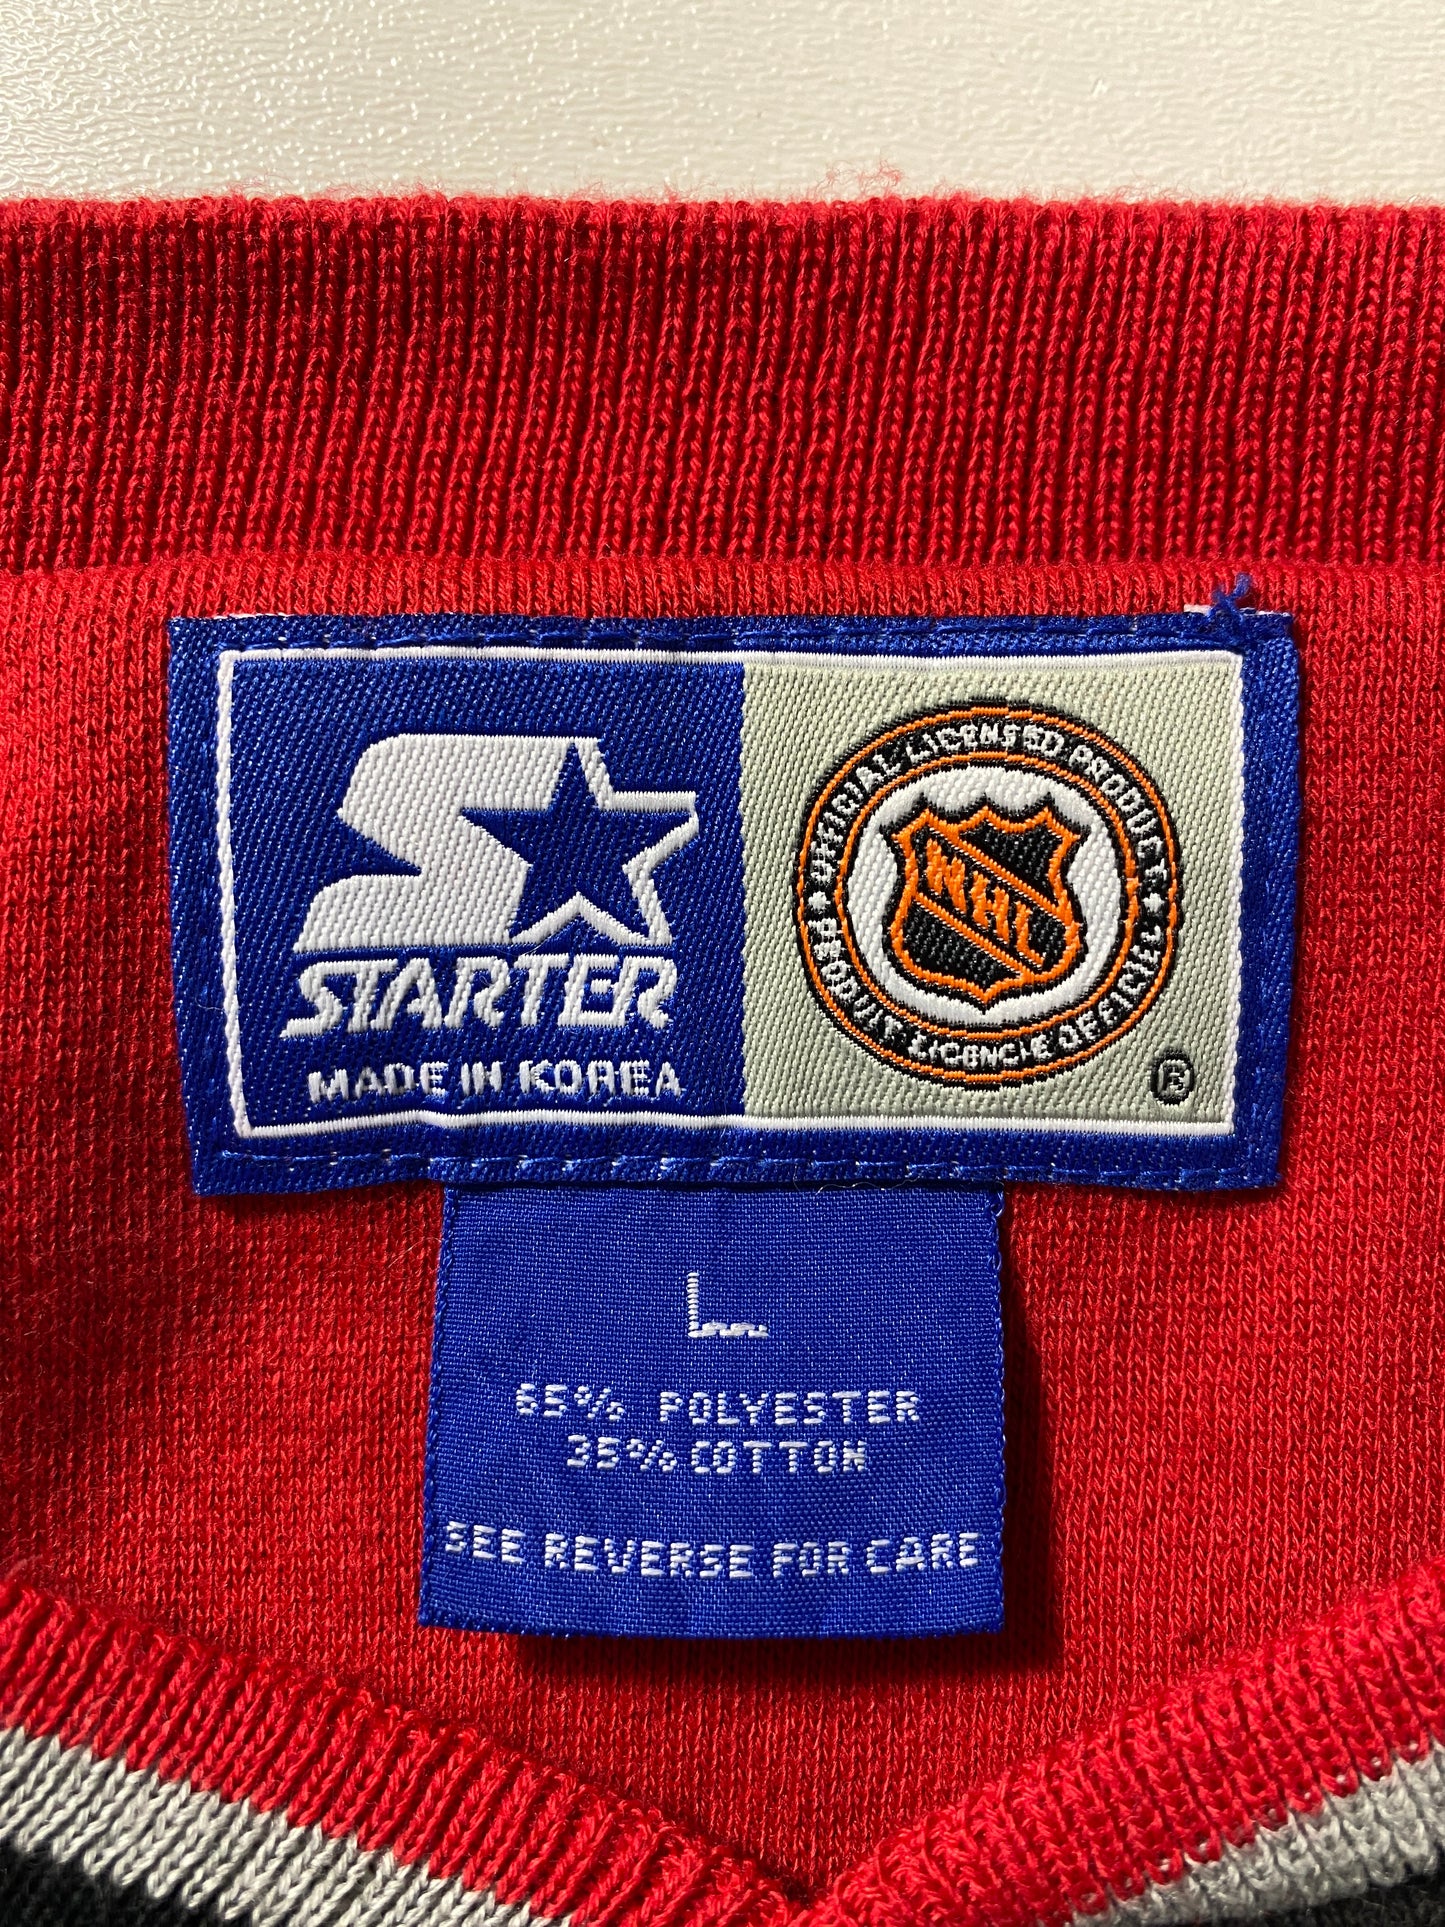 STARTER
MADE IN KOREA
OFFICIAL LICENSED PRODUCT
NHL
PRODUIT LICENCIE OFFICIEL
®
L
65% POLYESTER
35% COTTON
SEE REVERSE FOR CARE